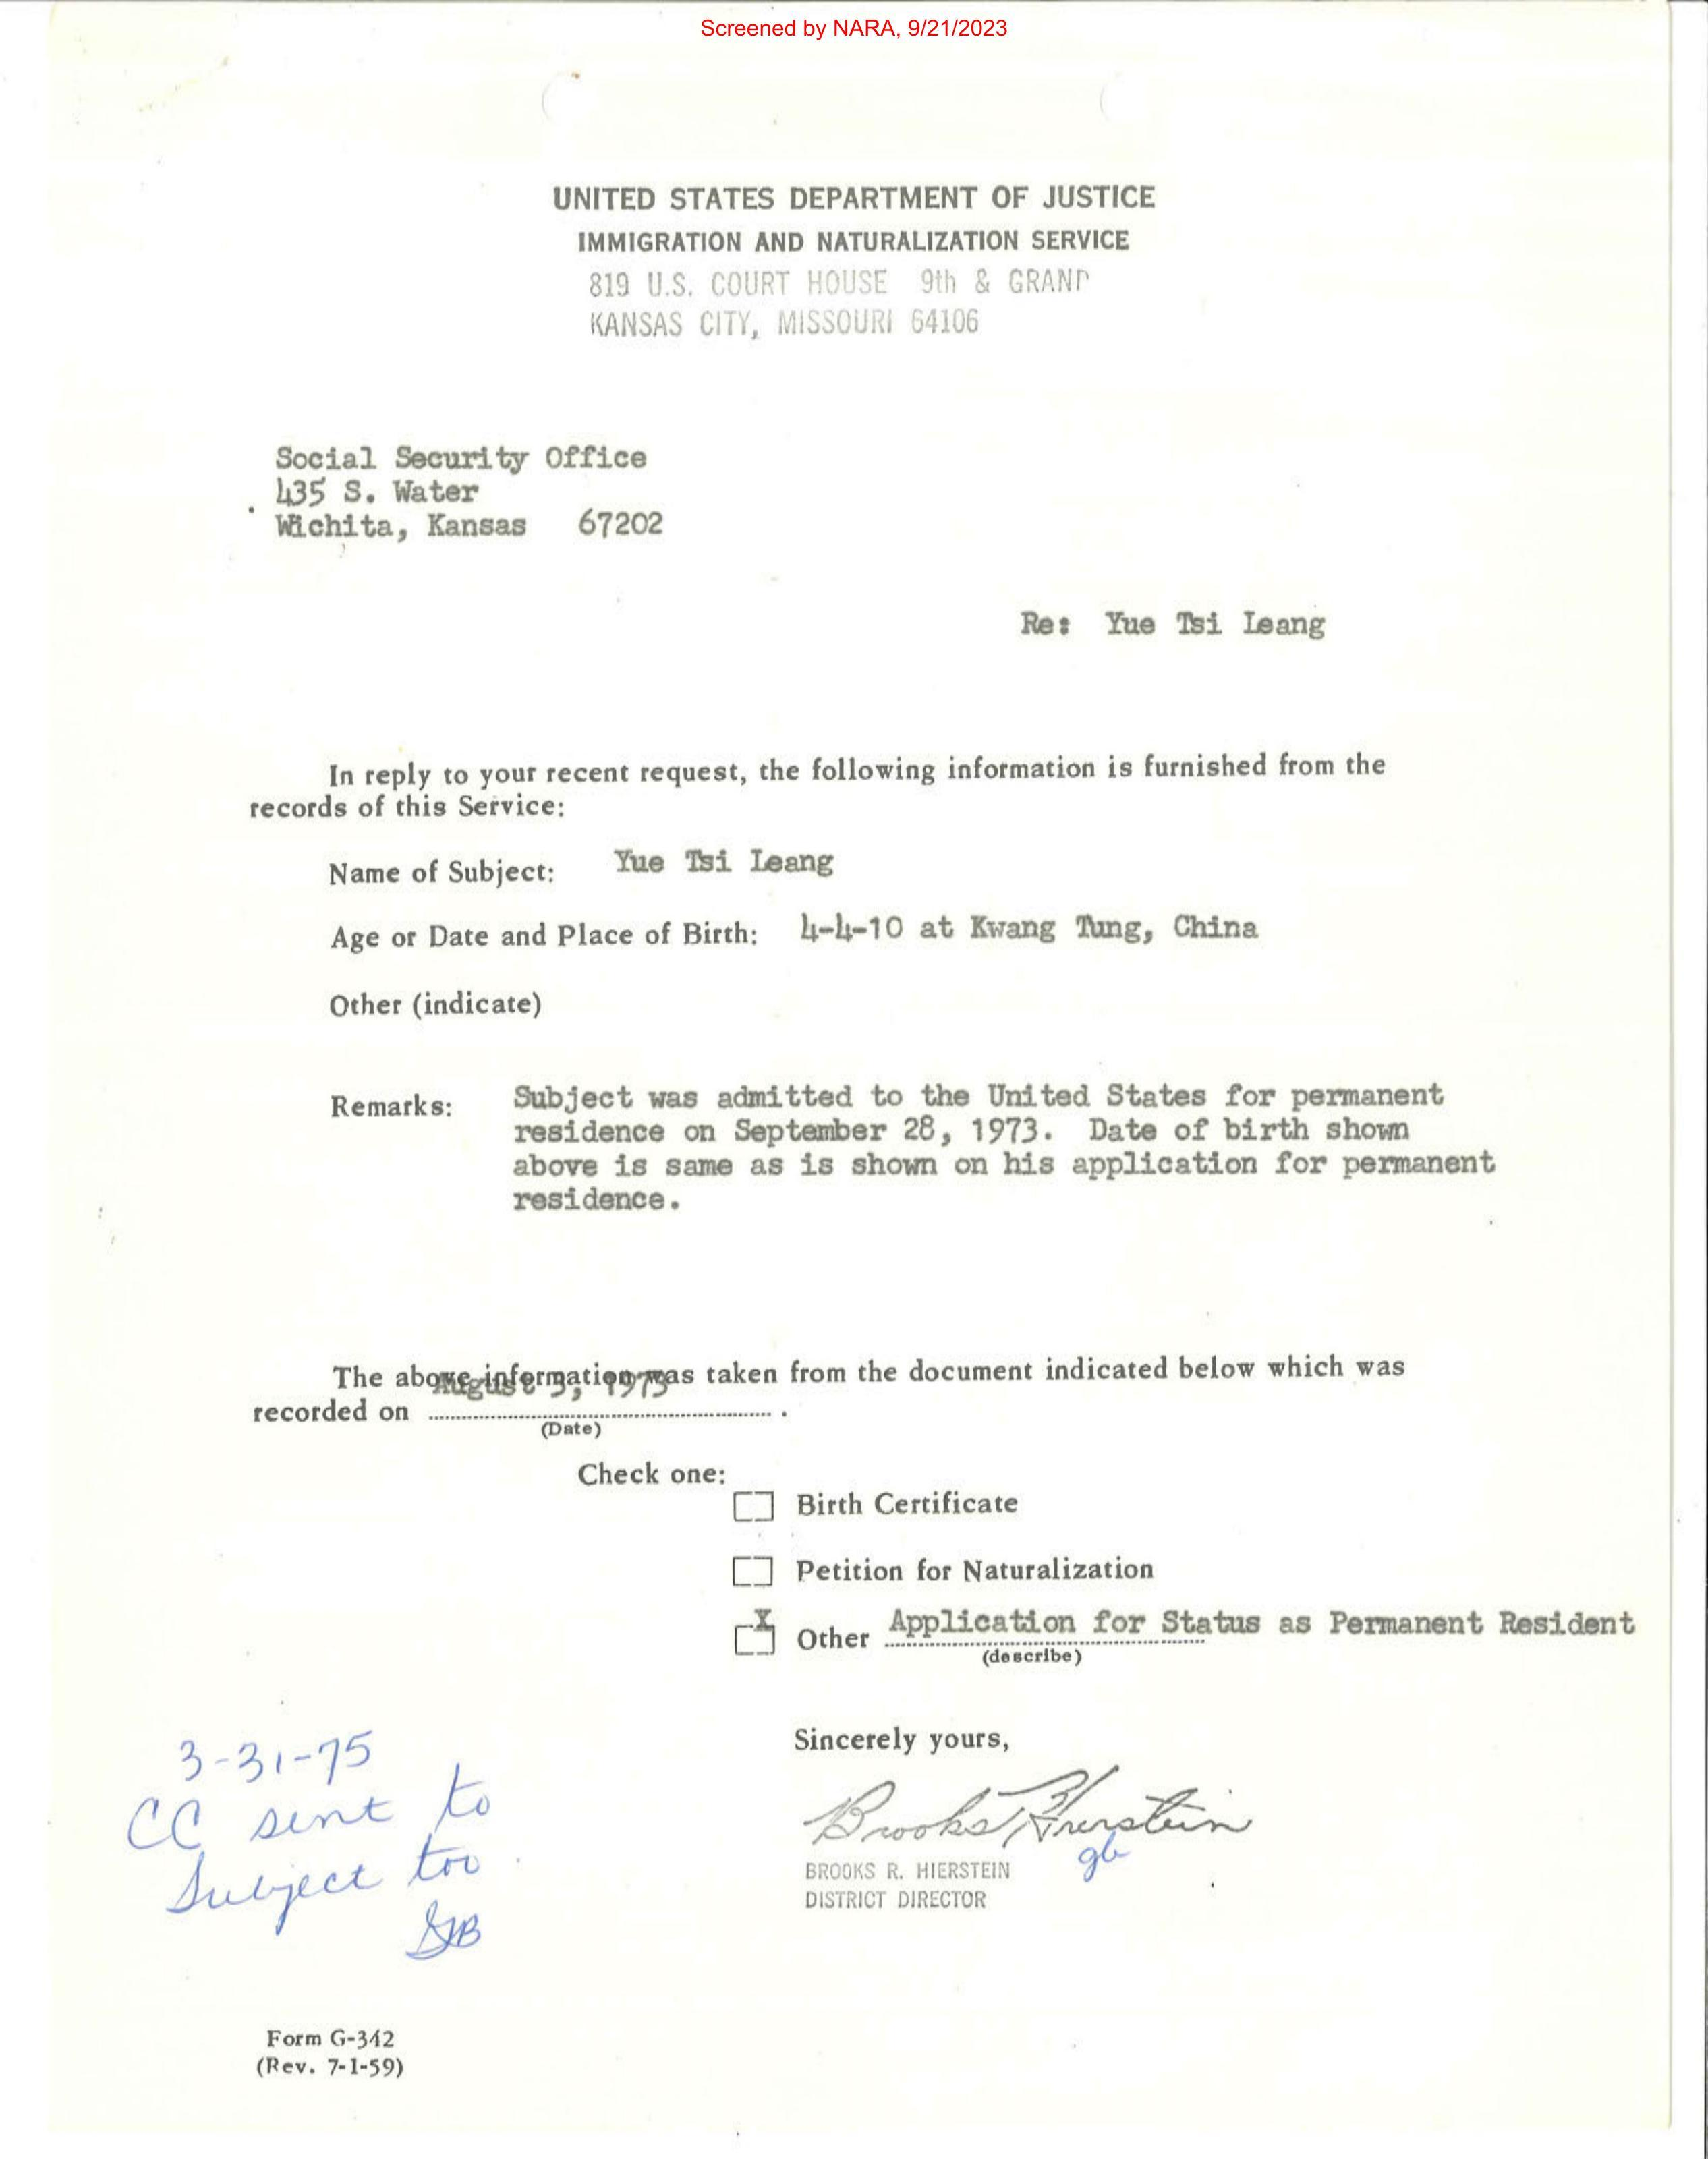 Screened by NARA, 9/21/2023
UNITED STATES DEPARTMENT OF JUSTICE
IMMIGRATION AND NATURALIZATION SERVICE
819 U.S. COURT HOUSE 9th & GRAND
KANSAS CITY, MISSOURI 64106
Social Security Office
435 S. Water
Wichita, Kansas 67202
Re: Yue Tsi Leang
In reply to your recent request, the following information is furnished from the
records of this Service:
Name of Subject: Yue Tsi Leang
Age or Date and Place of Birth: 4-4-10 at Kwang Tung, China
Other (indicate)
Remarks: Subject was admitted to the United States for permanent
residence on September 28, 1973. Date of birth shown
above is same as is shown on his application for permanent
residence.
The above information was taken from the document indicated below which was
recorded on August 3, 1973 .
(Date)
Check one:
Birth Certificate
Petition for Naturalization
X Other Application for Status as Permanent Resident
(describe)
Sincerely yours,
Brooks R Hierstein
gb
BROOKS R. HIERSTEIN
DISTRICT DIRECTOR
3-31-75
CC sent to
Subject too
GB
Form G-342
(Rev. 7-1-59)